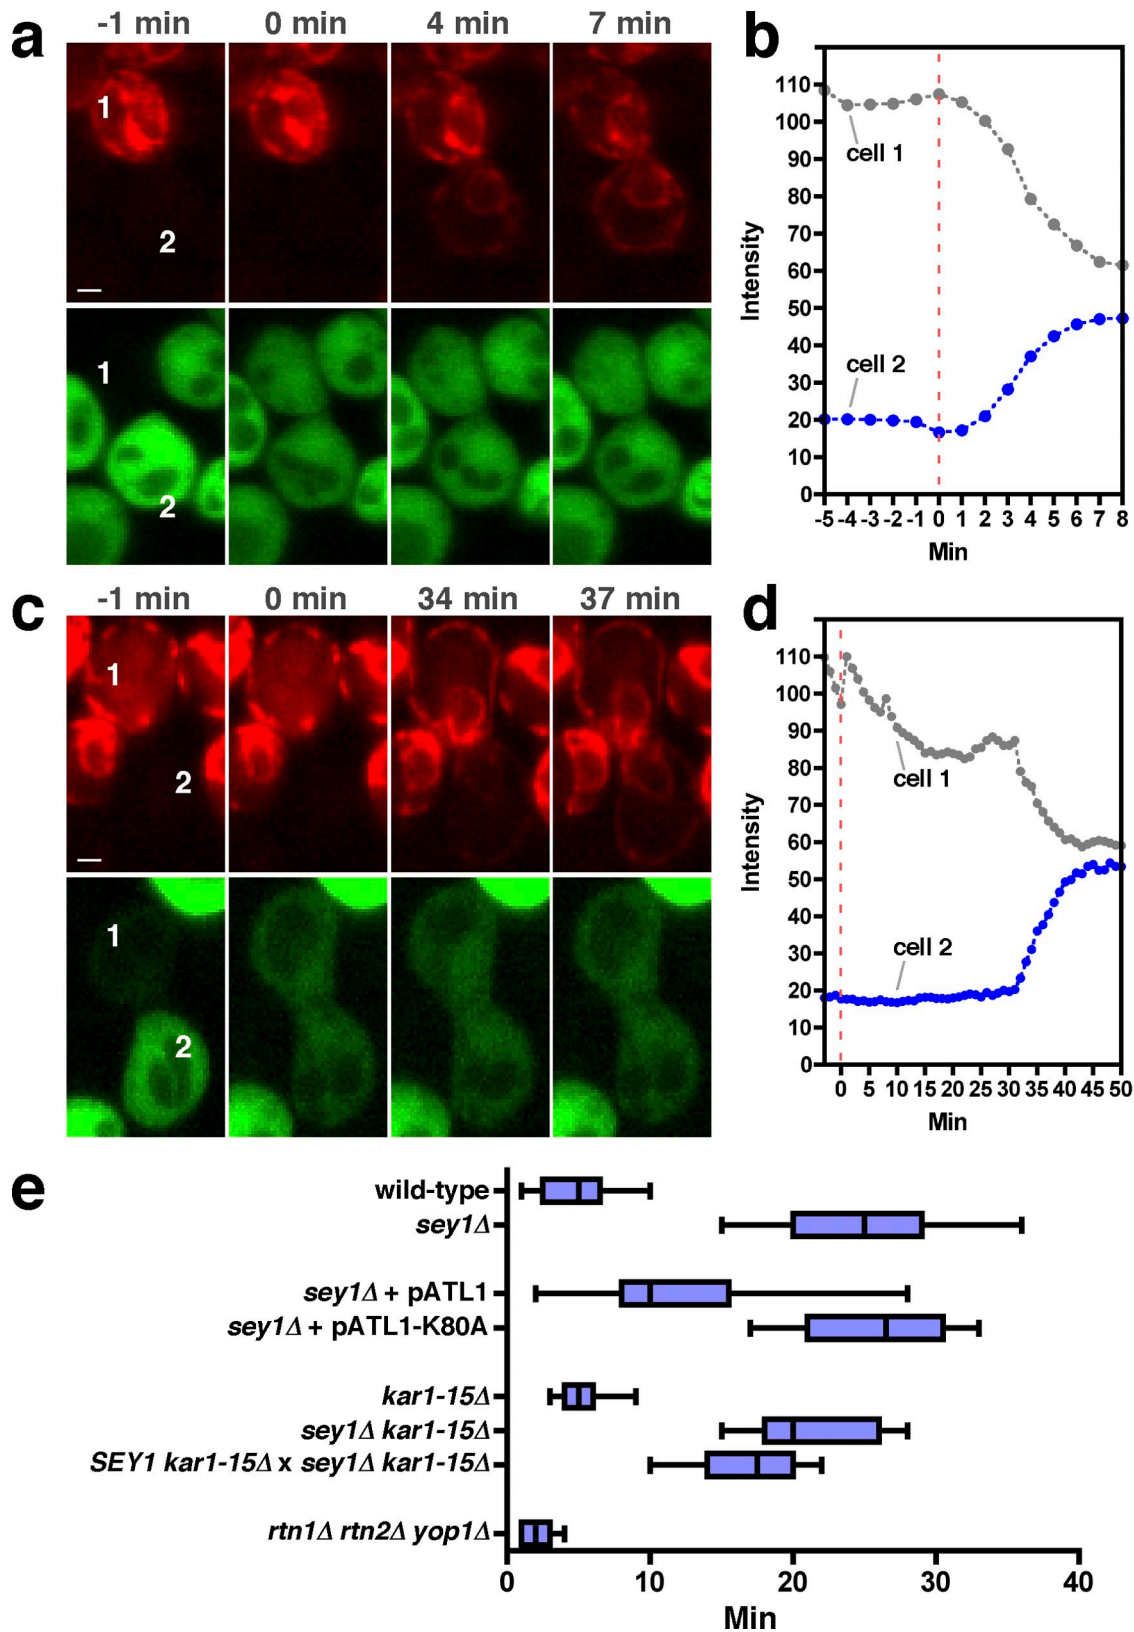 a
-1 min 0 min 4 min 7 min
1
2
1
2
b
110
100
90
80
70
60
50
40
30
20
10
0
Intensity
cell 1
cell 2
-5 -4 -3 -2 -1 0 1 2 3 4 5 6 7 8
Min
c
-1 min 0 min 34 min 37 min
1
2
1
2
d
110
100
90
80
70
60
50
40
30
20
10
0
Intensity
cell 1
cell 2
0 5 10 15 20 25 30 35 40 45 50
Min
e
wild-type
sey1Δ
sey1Δ + pATL1
sey1Δ + pATL1-K80A
kar1-15Δ
sey1Δ kar1-15Δ
SEY1 kar1-15Δ x sey1Δ kar1-15Δ
rtn1Δ rtn2Δ yop1Δ
0 10 20 30 40
Min